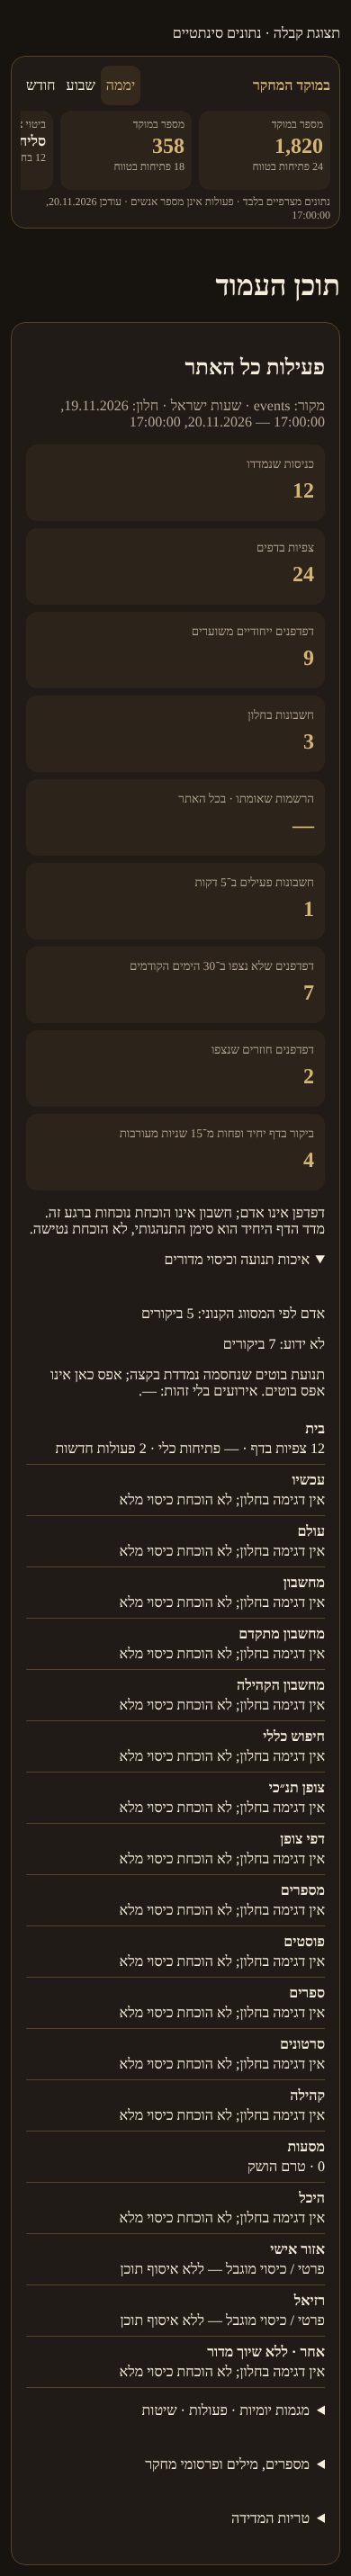 תצוגת קבלה · נתונים סינתטיים
במוקד המחקר
יממה
שבוע
חודש
מספר במוקד
1,820
24 פתיחות בטווח
מספר במוקד
358
18 פתיחות בטווח
ביטוי
סליח
12 בח
נתונים מצרפיים בלבד · פעולות אינן מספר אנשים · עודכן 20.11.2026,
17:00:00
תוכן העמוד
פעילות כל האתר
מקור: events · שעות ישראל · חלון: 19.11.2026,
17:00:00 — 20.11.2026, 17:00:00
כניסות שנמדדו
12
צפיות בדפים
24
דפדפנים ייחודיים משוערים
9
חשבונות בחלון
3
הרשמות שאומתו · בכל האתר
—
חשבונות פעילים ב־5 דקות
1
דפדפנים שלא נצפו ב־30 הימים הקודמים
7
דפדפנים חוזרים שנצפו
2
ביקור בדף יחיד ופחות מ־15 שניות מעורבות
4
דפדפן אינו אדם; חשבון אינו הוכחת נוכחות ברגע זה.
מדד הדף היחיד הוא סימן התנהגותי, לא הוכחת נטישה.
▼ איכות תנועה וכיסוי מדורים
אדם לפי המסווג הקנוני: 5 ביקורים
לא ידוע: 7 ביקורים
תנועת בוטים שנחסמה נמדדת בקצה; אפס כאן אינו
אפס בוטים. אירועים בלי זהות: —.
בית
12 צפיות בדף · — פתיחות כלי · 2 פעולות חדשות
עכשיו
אין דגימה בחלון; לא הוכחת כיסוי מלא
עולם
אין דגימה בחלון; לא הוכחת כיסוי מלא
מחשבון
אין דגימה בחלון; לא הוכחת כיסוי מלא
מחשבון מתקדם
אין דגימה בחלון; לא הוכחת כיסוי מלא
מחשבון הקהילה
אין דגימה בחלון; לא הוכחת כיסוי מלא
חיפוש כללי
אין דגימה בחלון; לא הוכחת כיסוי מלא
צופן תנ״כי
אין דגימה בחלון; לא הוכחת כיסוי מלא
דפי צופן
אין דגימה בחלון; לא הוכחת כיסוי מלא
מספרים
אין דגימה בחלון; לא הוכחת כיסוי מלא
פוסטים
אין דגימה בחלון; לא הוכחת כיסוי מלא
ספרים
אין דגימה בחלון; לא הוכחת כיסוי מלא
סרטונים
אין דגימה בחלון; לא הוכחת כיסוי מלא
קהילה
אין דגימה בחלון; לא הוכחת כיסוי מלא
מסעות
0 · טרם הושק
היכל
אין דגימה בחלון; לא הוכחת כיסוי מלא
אזור אישי
פרטי / כיסוי מוגבל — ללא איסוף תוכן
רזיאל
פרטי / כיסוי מוגבל — ללא איסוף תוכן
אחר · ללא שיוך מדור
אין דגימה בחלון; לא הוכחת כיסוי מלא
◀ מגמות יומיות · פעולות · שיטות
◀ מספרים, מילים ופרסומי מחקר
◀ טריות המדידה